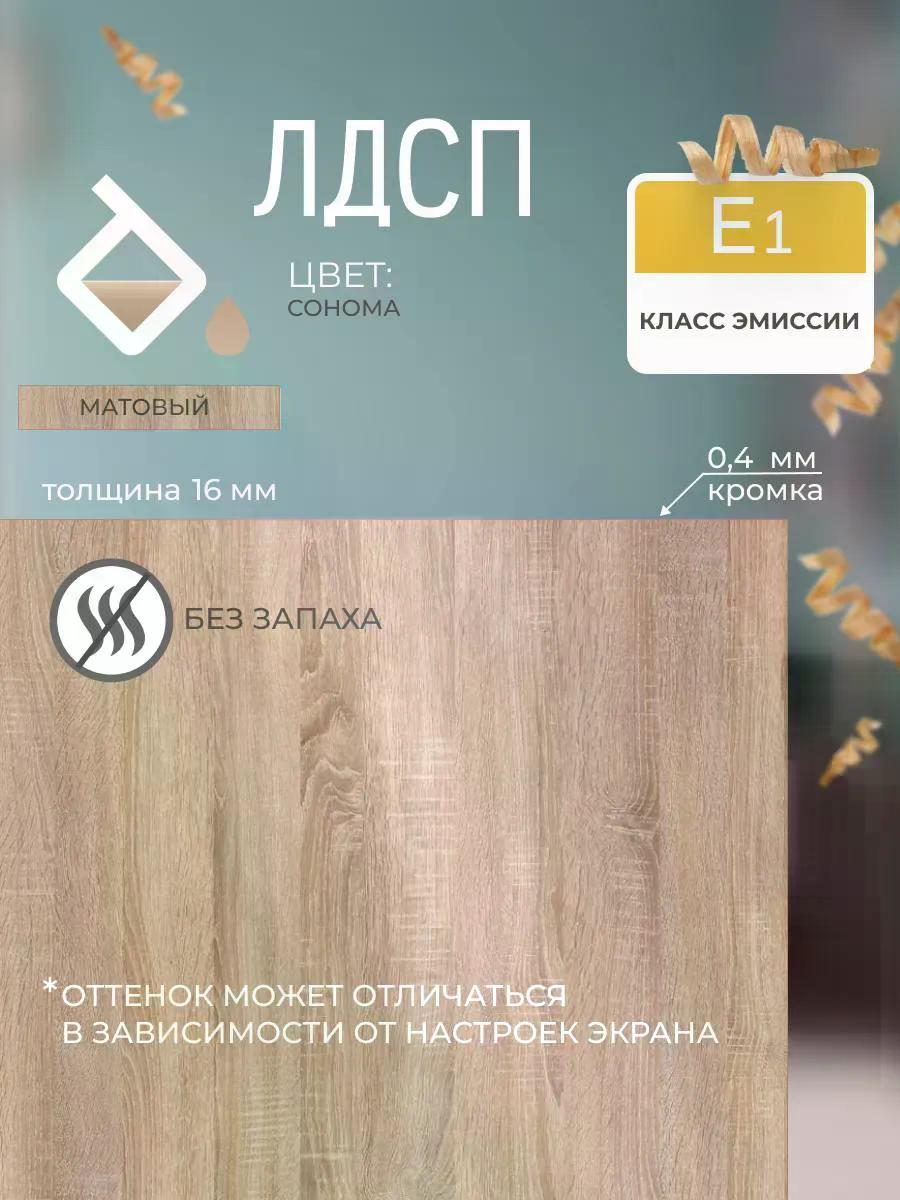 ЛДСП
ЦВЕТ:
СОНОМА
E1
КЛАСС ЭМИССИИ
МАТОВЫЙ
толщина 16 мм
0,4 мм
кромка
БЕЗ ЗАПАХА
*ОТТЕНОК МОЖЕТ ОТЛИЧАТЬСЯ
В ЗАВИСИМОСТИ ОТ НАСТРОЕК ЭКРАНА